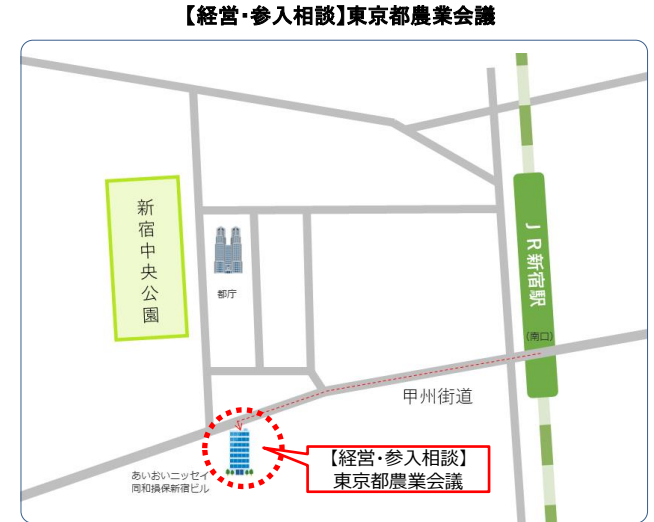 【経営・参入相談】東京都農業会議
新宿中央公園
都庁
JR新宿駅
(南口)
甲州街道
【経営・参入相談】
東京都農業会議
あいおいニッセイ
同和損保新宿ビル